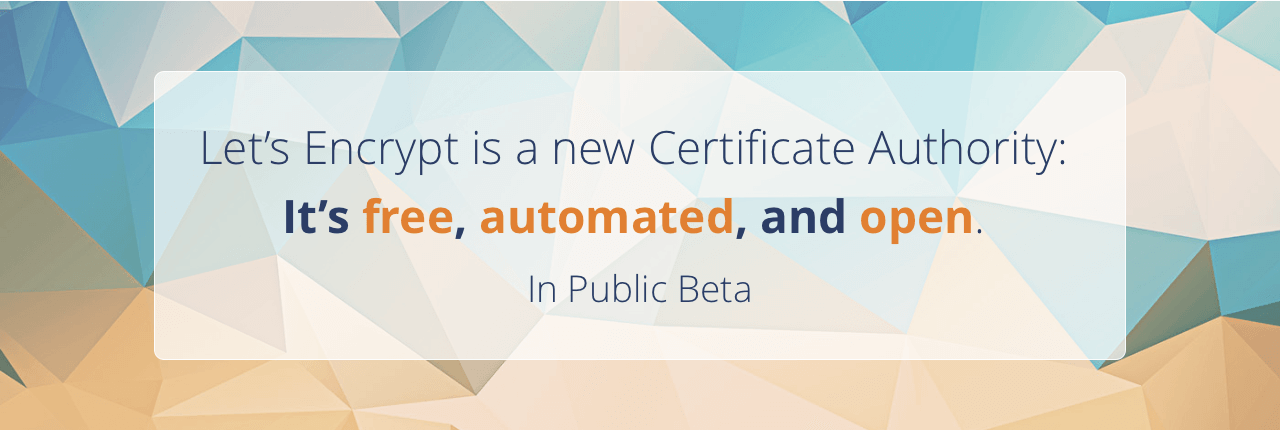 Let’s Encrypt is a new Certificate Authority:
It’s free, automated, and open.
In Public Beta